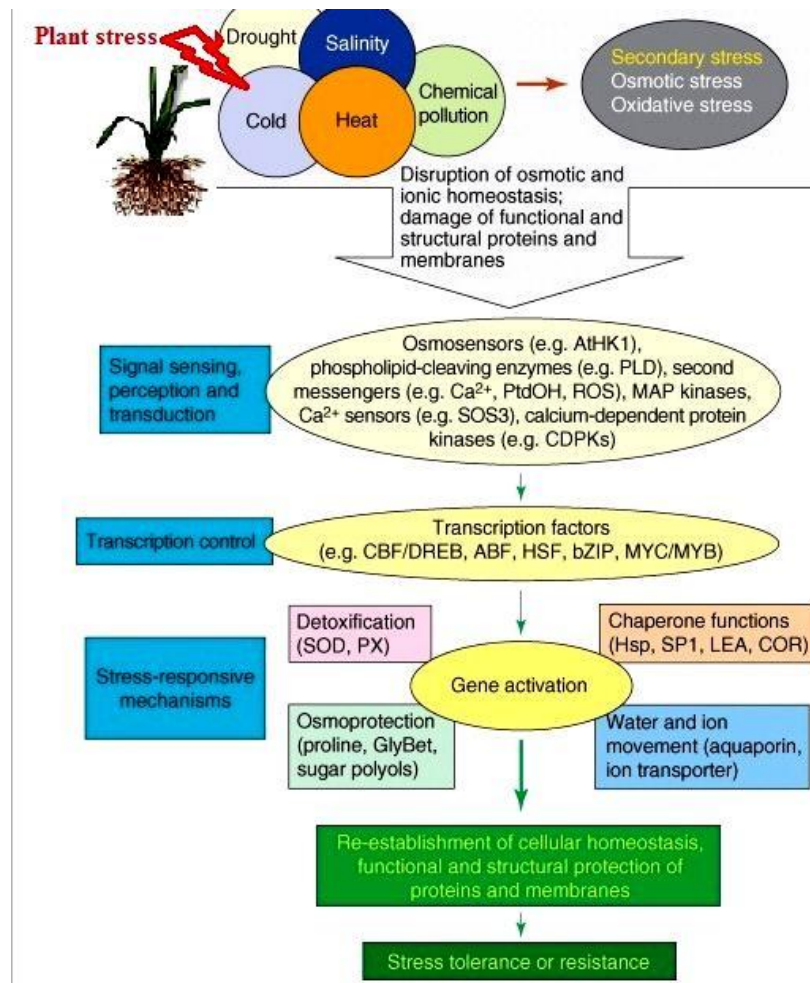 Plant stress
Drought
Salinity
Cold
Heat
Chemical
pollution
Secondary stress
Osmotic stress
Oxidative stress
Disruption of osmotic and
ionic homeostasis;
damage of functional and
structural proteins and
membranes
Signal sensing,
perception and
transduction
Osmosensors (e.g. AtHK1),
phospholipid-cleaving enzymes (e.g. PLD), second
messengers (e.g. Ca²⁺, PtdOH, ROS), MAP kinases,
Ca²⁺ sensors (e.g. SOS3), calcium-dependent protein
kinases (e.g. CDPKs)
Transcription control
Transcription factors
(e.g. CBF/DREB, ABF, HSF, bZIP, MYC/MYB)
Stress-responsive
mechanisms
Detoxification
(SOD, PX)
Chaperone functions
(Hsp, SP1, LEA, COR)
Gene activation
Osmoprotection
(proline, GlyBet,
sugar polyols)
Water and ion
movement (aquaporin,
ion transporter)
Re-establishment of cellular homeostasis,
functional and structural protection of
proteins and membranes
Stress tolerance or resistance